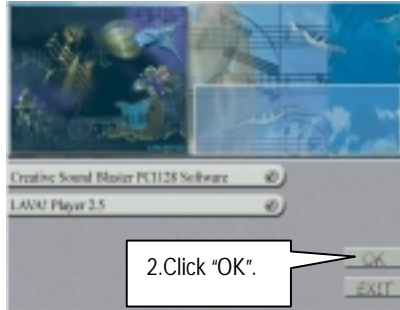 Creative Sound Blaster PCI128 Software
LAVA! Player 2.5
2.Click "OK".
OK
EXIT